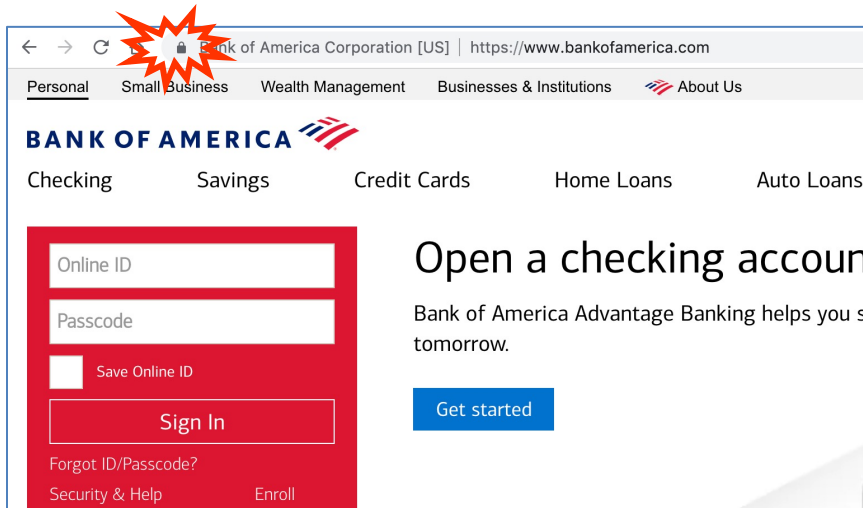 Bank of America Corporation [US] | https://www.bankofamerica.com
Personal Small Business Wealth Management Businesses & Institutions About Us
BANK OF AMERICA
Checking Savings Credit Cards Home Loans Auto Loans
Online ID
Passcode
Save Online ID
Sign In
Forgot ID/Passcode?
Security & Help Enroll
Open a checking accoun
Bank of America Advantage Banking helps you s
tomorrow.
Get started